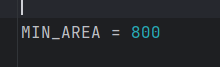 MIN_AREA = 800